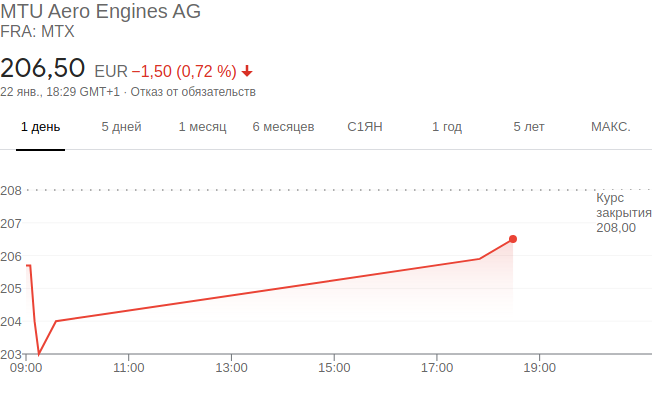 MTU Aero Engines AG
FRA: MTX
206,50 EUR −1,50 (0,72 %)
22 янв., 18:29 GMT+1 · Отказ от обязательств
1 день 5 дней 1 месяц 6 месяцев С1ЯН 1 год 5 лет МАКС.
208
Курс
закрытия
208,00
207
206
205
204
203
09:00 11:00 13:00 15:00 17:00 19:00